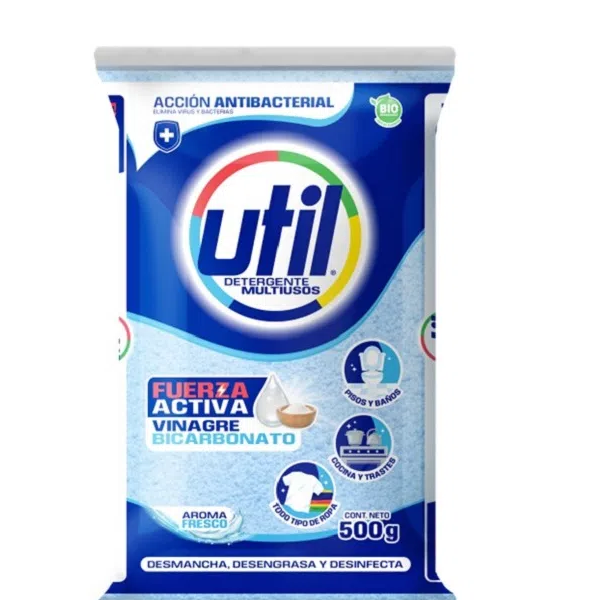 ACCIÓN ANTIBACTERIAL
ELIMINA VIRUS Y BACTERIAS
BIO
util®
DETERGENTE
MULTIUSOS
FUERZA
ACTIVA
VINAGRE
BICARBONATO
PISOS Y BAÑOS
COCINA Y TRASTES
TODO TIPO DE ROPA
AROMA
FRESCO
CONT. NETO
500g
DESMANCHA, DESENGRASA Y DESINFECTA